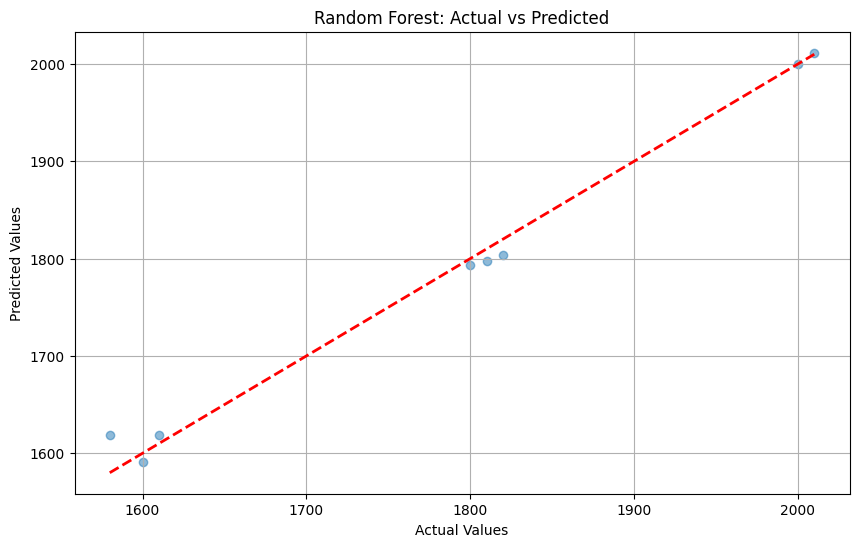 Random Forest: Actual vs Predicted
2000
1900
1800
1700
1600
Predicted Values
1600 1700 1800 1900 2000
Actual Values